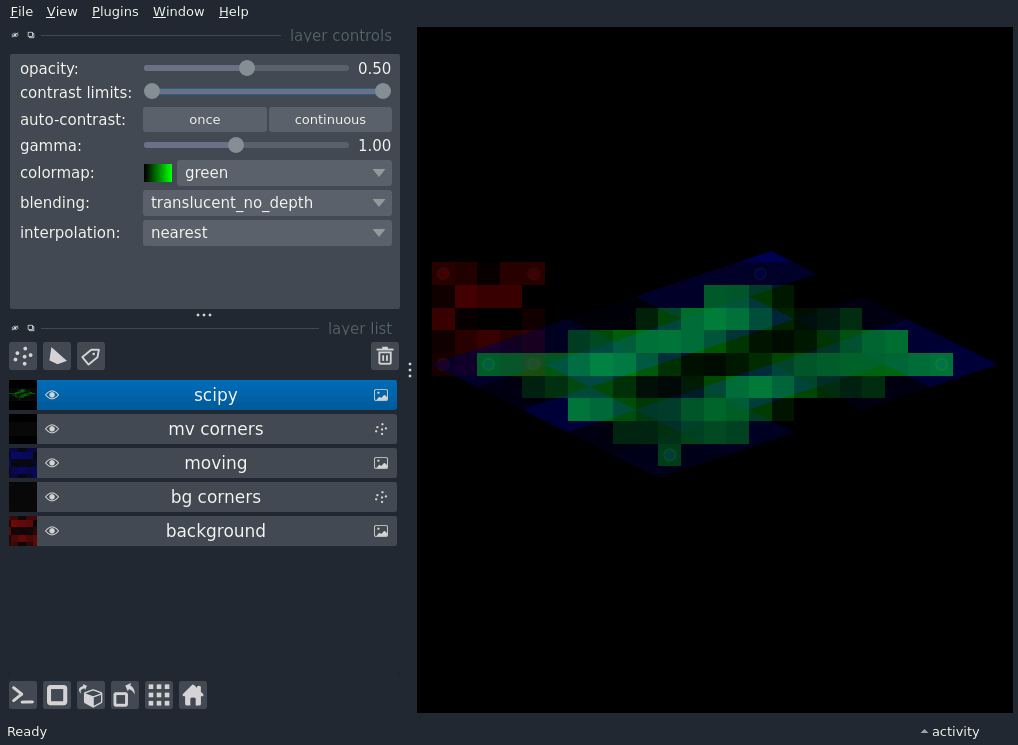 File View Plugins Window Help
layer controls
opacity: 0.50
contrast limits:
auto-contrast: once continuous
gamma: 1.00
colormap: green
blending: translucent_no_depth
interpolation: nearest
layer list
scipy
mv corners
moving
bg corners
background
Ready activity